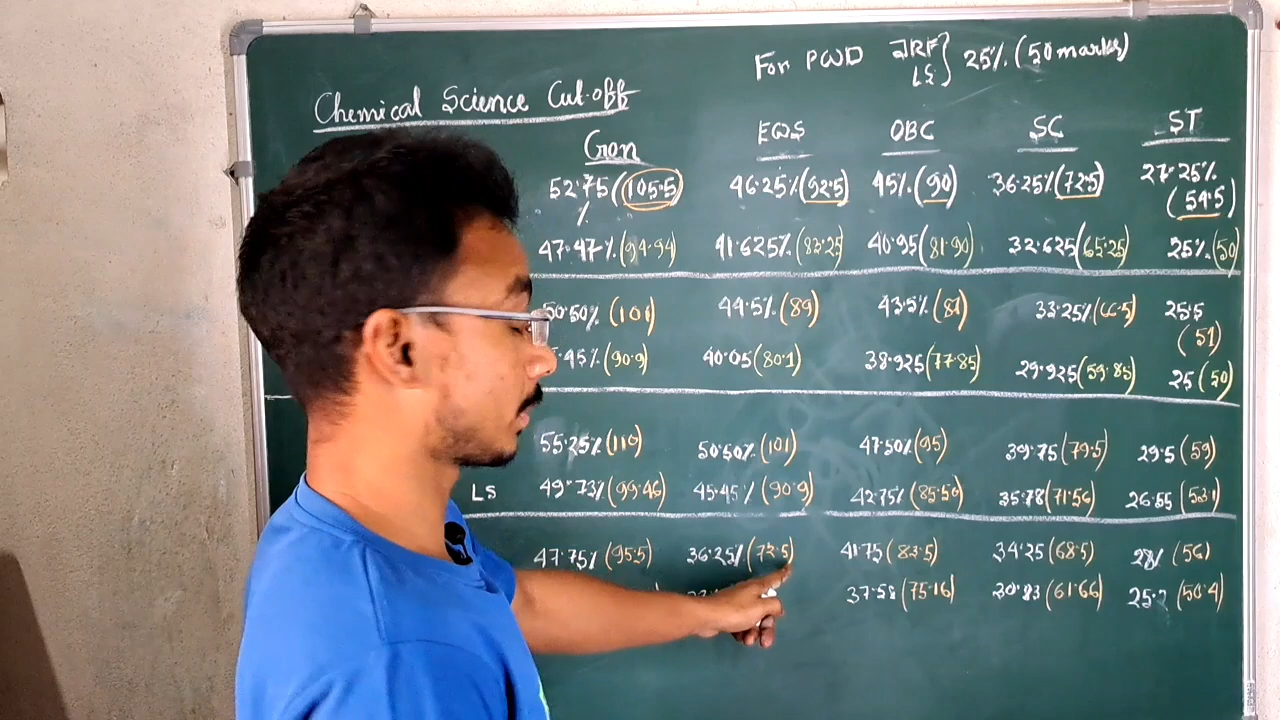 For PWD JRF } 25% (50 marks)
LS
Chemical Science Cut-off
Gen EWS OBC SC ST
52.75 % (105.5) 46.25% (92.5) 45% (90) 36.25% (72.5) 27.25% (54.5)
47.47% (94.94) 41.625% (83.25) 40.95 (81.90) 32.625 (65.25) 25% (50)
50.50% (101) 44.5% (89) 43.5% (87) 33.25% (66.5) 25.5 (51)
.45% (90.9) 40.05 (80.1) 38.925 (77.85) 29.925 (59.85) 25 (50)
55.25% (110) 50.50% (101) 47.50% (95) 39.75 (79.5) 29.5 (59)
LS 49.73% (99.46) 45.45% (90.9) 42.75% (85.50) 35.78 (71.56) 26.55 (53.1)
47.75% (95.5) 36.25% (72.5) 41.75 (83.5) 34.25 (68.5) 28% (56)
37.58 (75.16) 30.83 (61.66) (50.4)